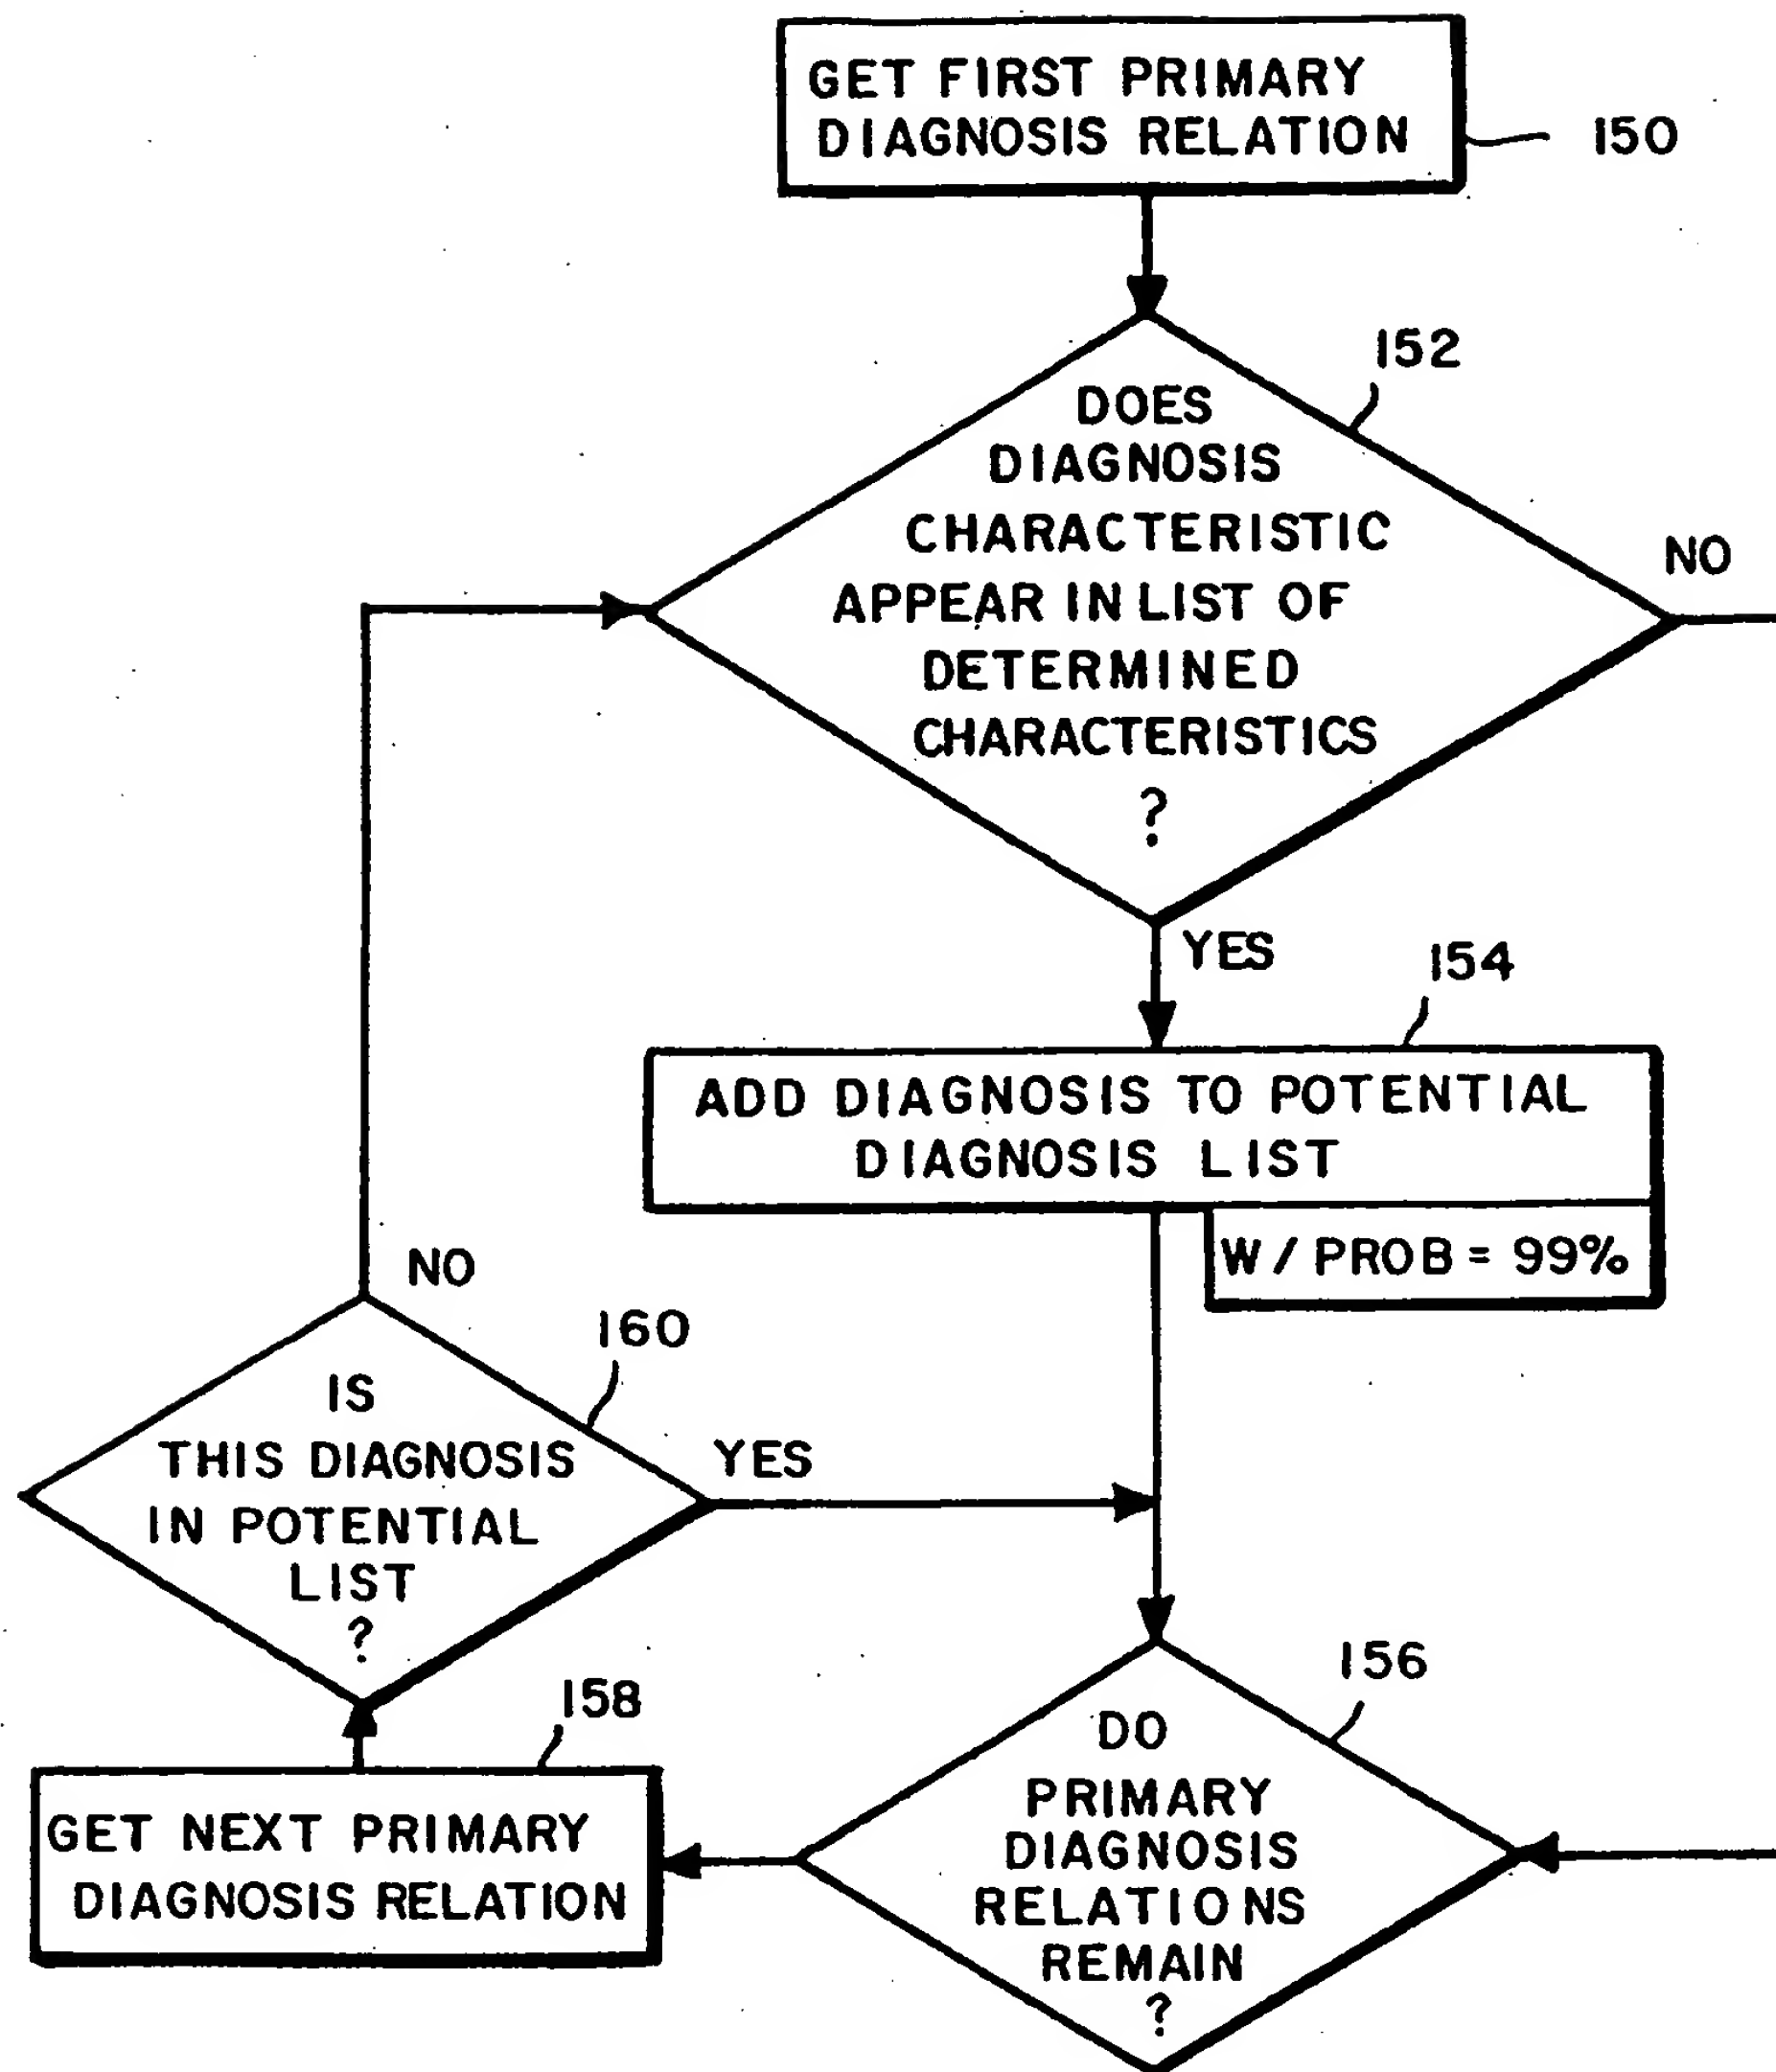 GET FIRST PRIMARY
DIAGNOSIS RELATION
150
152
DOES
DIAGNOSIS
CHARACTERISTIC
APPEAR IN LIST OF
DETERMINED
CHARACTERISTICS
?
NO
YES
154
ADD DIAGNOSIS TO POTENTIAL
DIAGNOSIS LIST
W/PROB = 99%
NO
160
IS
THIS DIAGNOSIS
IN POTENTIAL
LIST
?
YES
156
DO
PRIMARY
DIAGNOSIS
RELATIONS
REMAIN
?
158
GET NEXT PRIMARY
DIAGNOSIS RELATION